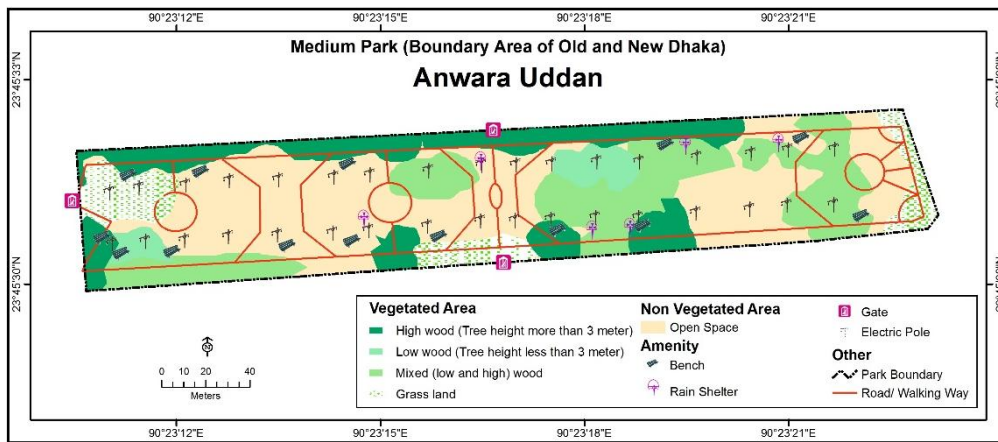 90°23'12"E 90°23'15"E 90°23'18"E 90°23'21"E
Medium Park (Boundary Area of Old and New Dhaka)
Anwara Uddan
23°45'33"N
23°45'30"N
Vegetated Area
High wood (Tree height more than 3 meter)
Low wood (Tree height less than 3 meter)
Mixed (low and high) wood
Grass land
Non Vegetated Area
Open Space
Amenity
Bench
Rain Shelter
Gate
Electric Pole
Other
Park Boundary
Road/ Walking Way
N
0 10 20 40
Meters
90°23'12"E 90°23'15"E 90°23'18"E 90°23'21"E